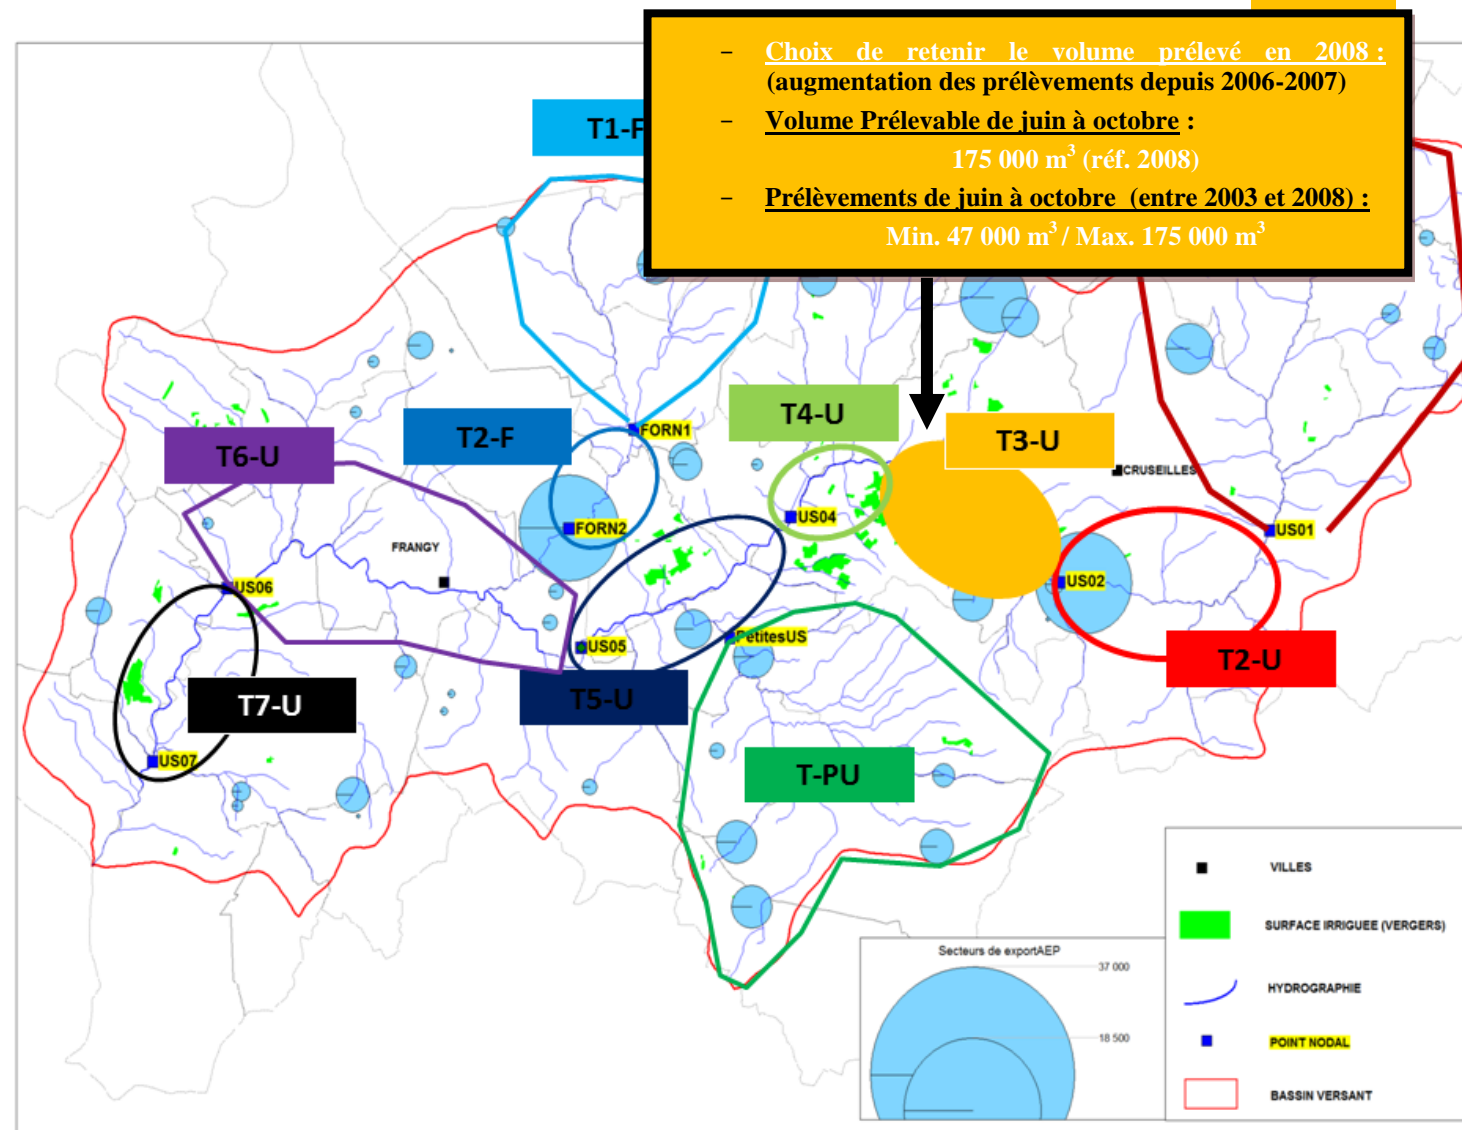 - Choix de retenir le volume prélevé en 2008 :
(augmentation des prélèvements depuis 2006-2007)
- Volume Prélevable de juin à octobre :
175 000 m³ (réf. 2008)
- Prélèvements de juin à octobre (entre 2003 et 2008) :
Min. 47 000 m³ / Max. 175 000 m³
T1-F
T4-U
T2-F
T3-U
T6-U
FORN1
CRUSEILLES
US04
FORN2
US01
FRANGY
US02
US06
PetitesUS
US05
T2-U
T5-U
T7-U
US07
T-PU
VILLES
SURFACE IRRIGUEE (VERGERS)
HYDROGRAPHIE
POINT NODAL
BASSIN VERSANT
Secteurs de exportAEP
37 000
18 500